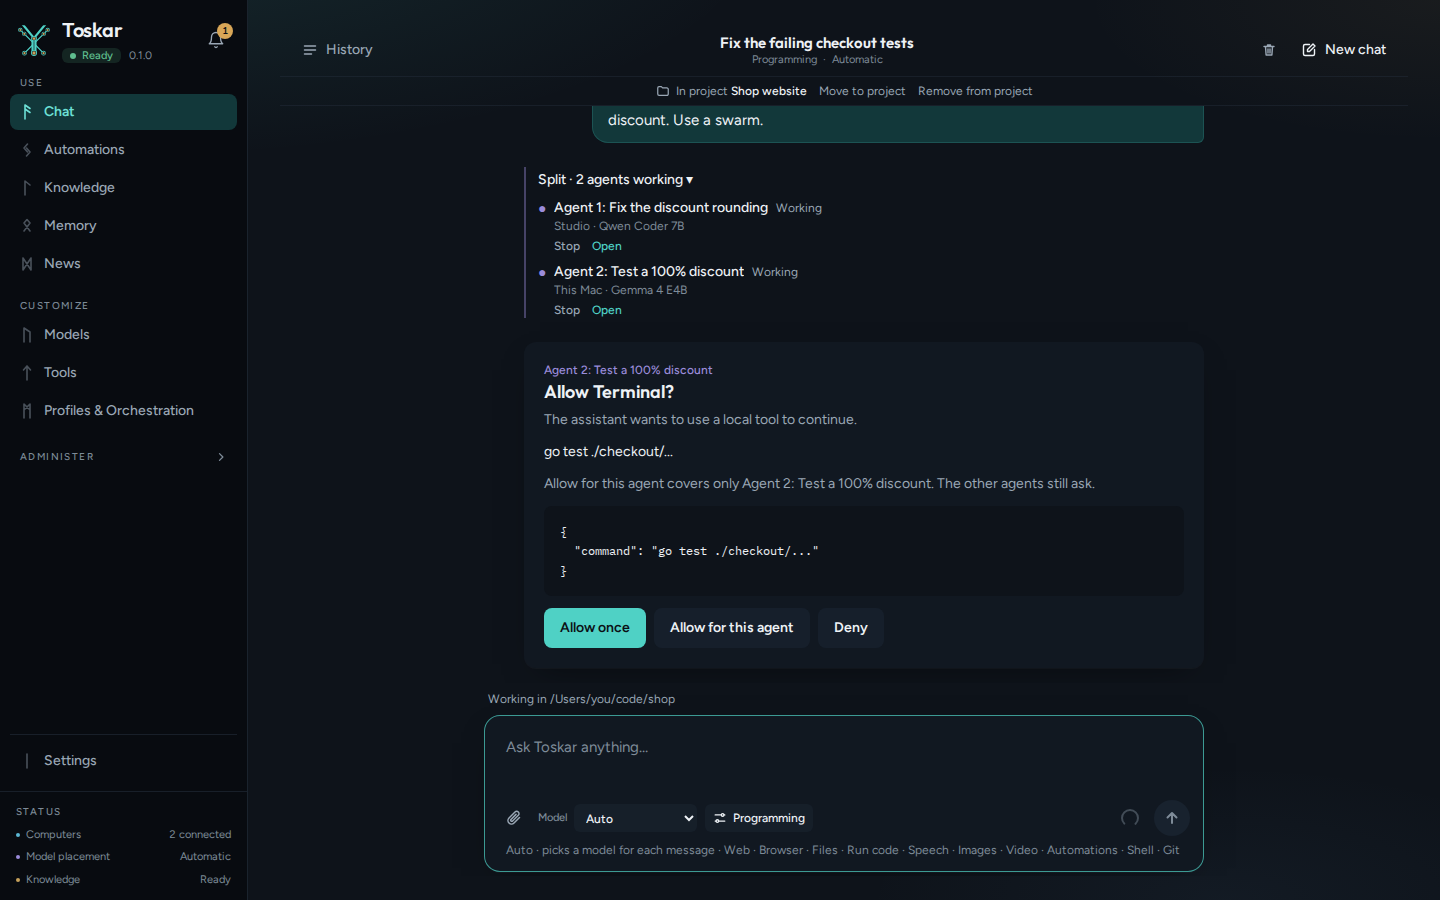 Toskar
1
Ready 0.1.0
USE
Chat
Automations
Knowledge
Memory
News
CUSTOMIZE
Models
Tools
Profiles & Orchestration
ADMINISTER
Settings
STATUS
Computers 2 connected
Model placement Automatic
Knowledge Ready
History
Fix the failing checkout tests
Programming · Automatic
New chat
In project Shop website Move to project Remove from project
discount. Use a swarm.
Split · 2 agents working ▾
Agent 1: Fix the discount rounding Working
Studio · Qwen Coder 7B
Stop Open
Agent 2: Test a 100% discount Working
This Mac · Gemma 4 E4B
Stop Open
Agent 2: Test a 100% discount
Allow Terminal?
The assistant wants to use a local tool to continue.
go test ./checkout/...
Allow for this agent covers only Agent 2: Test a 100% discount. The other agents still ask.
{
"command": "go test ./checkout/..."
}
Allow once Allow for this agent Deny
Working in /Users/you/code/shop
Ask Toskar anything...
Model Auto Programming
Auto · picks a model for each message · Web · Browser · Files · Run code · Speech · Images · Video · Automations · Shell · Git